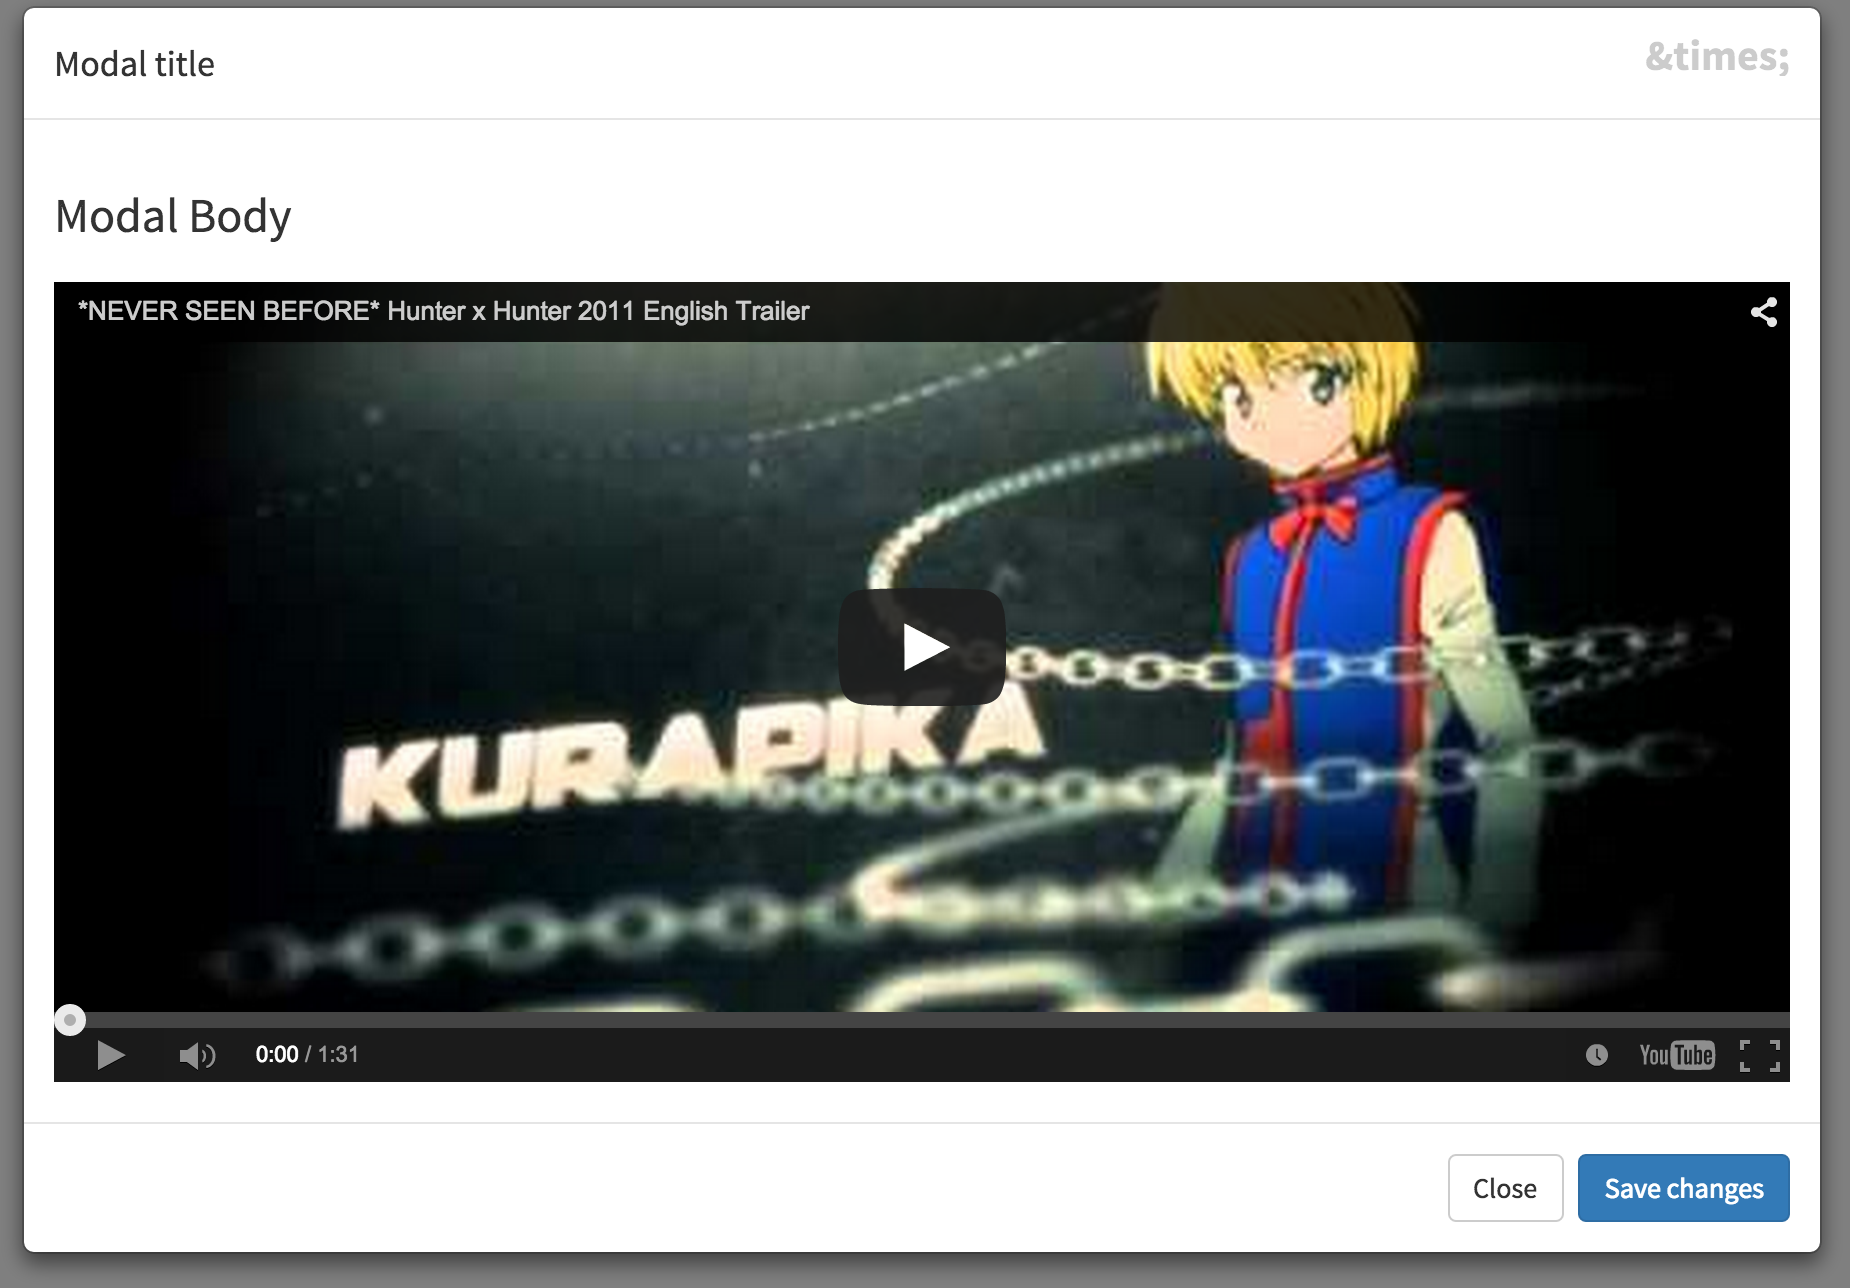 Modal title
&times;
Modal Body
*NEVER SEEN BEFORE* Hunter x Hunter 2011 English Trailer
KURAPIKA
0:00 / 1:31
YouTube
Close
Save changes